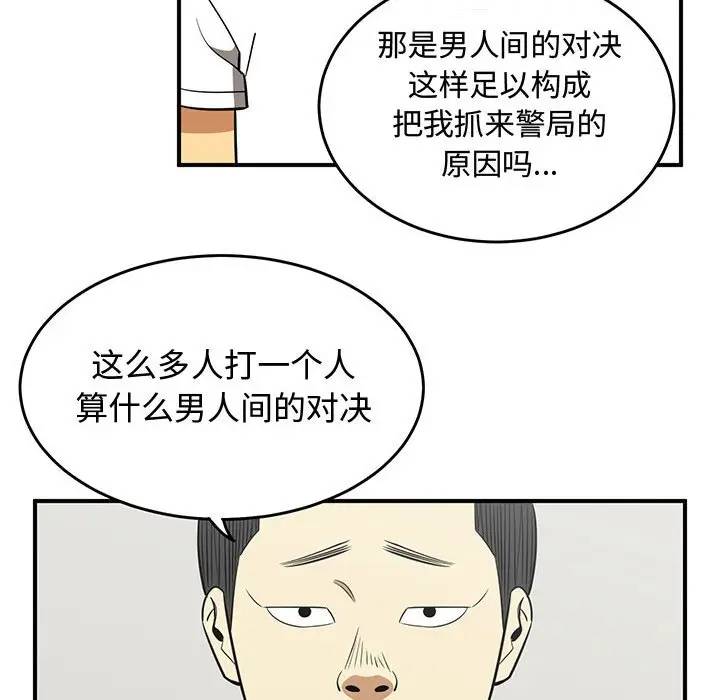 那是男人间的对决
这样足以构成
把我抓来警局的
原因吗...
这么多人打一个人
算什么男人间的对决